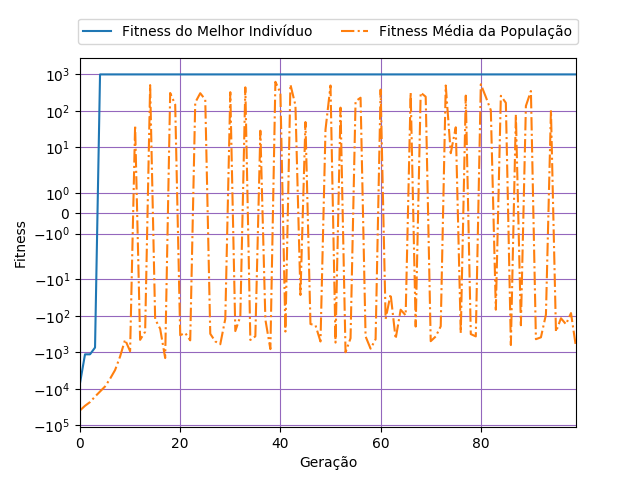 Fitness do Melhor Indivíduo Fitness Média da População
10³
10²
10¹
10⁰
0
−10⁰
−10¹
−10²
−10³
−10⁴
−10⁵
Fitness
0 20 40 60 80
Geração